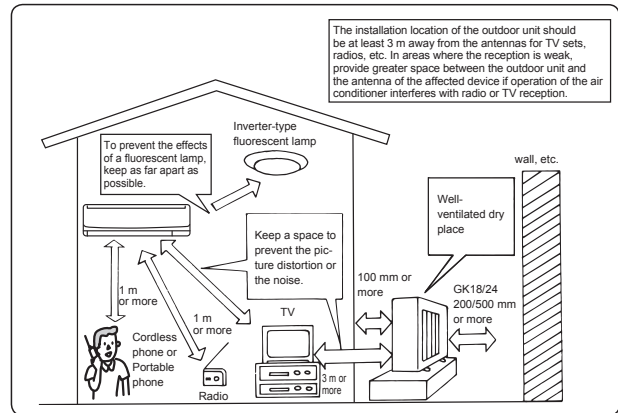 The installation location of the outdoor unit should
be at least 3 m away from the antennas for TV sets,
radios, etc. In areas where the reception is weak,
provide greater space between the outdoor unit and
the antenna of the affected device if operation of the air
conditioner interferes with radio or TV reception.
Inverter-type
fluorescent lamp
To prevent the effects
of a fluorescent lamp,
keep as far apart as
possible.
wall, etc.
Well-
ventilated dry
place
Keep a space to
prevent the pic-
ture distortion or
the noise.
100 mm or
more
GK18/24
200/500 mm
or more
1 m
or more
1 m
or more
TV
Cordless
phone or
Portable
phone
Radio
3 m or
more